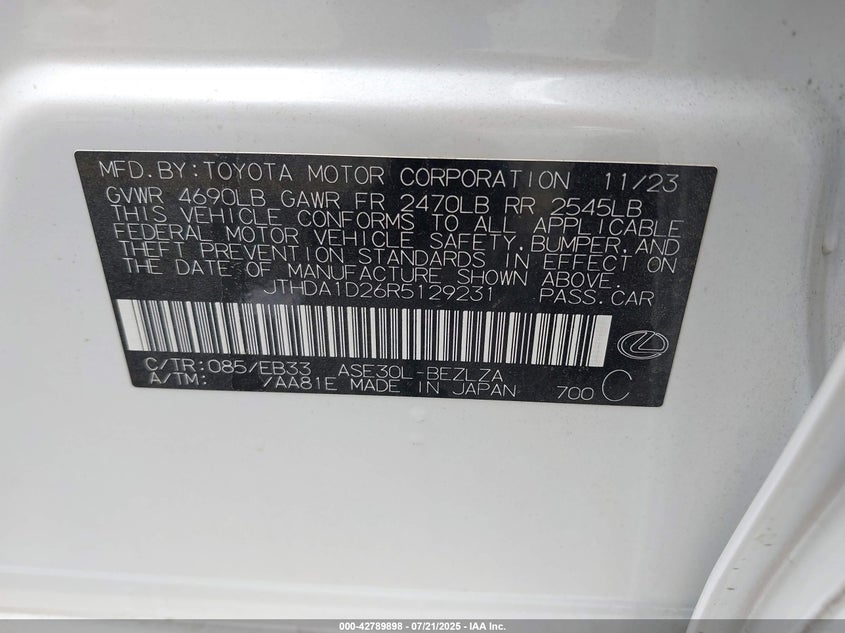 MFD.BY:TOYOTA MOTOR CORPORATION 11/23
GVWR 4690LB GAWR FR 2470LB RR 2545LB
THIS VEHICLE CONFORMS TO ALL APPLICABLE
FEDERAL MOTOR VEHICLE SAFETY,BUMPER,AND
THEFT PREVENTION STANDARDS IN EFFECT ON
THE DATE OF MANUFACTURE SHOWN ABOVE.
JTHDA1D26R5129231 PASS.CAR
C/TR:085/EB33 ASE30L-BEZLZA
A/TM: /AA81E MADE IN JAPAN 700 C
000-42789898 - 07/21/2025 - IAA Inc.